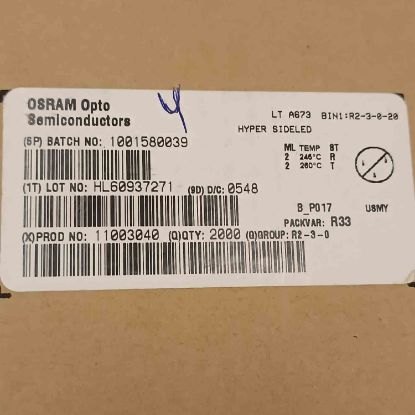 OSRAM Opto
Semiconductors
LT A673 BIN1:R2-3-0-20
HYPER SIDELED
(6P) BATCH NO: 1001580039
ML TEMP ST
2 245°C R
2 260°C T
(1T) LOT NO: HL60937271 (9D) D/C: 0548
B_P017 USMY
PACKVAR: R33
(X)PROD NO: 11003040 (Q)QTY: 2000 (G)GROUP: R2-3-0